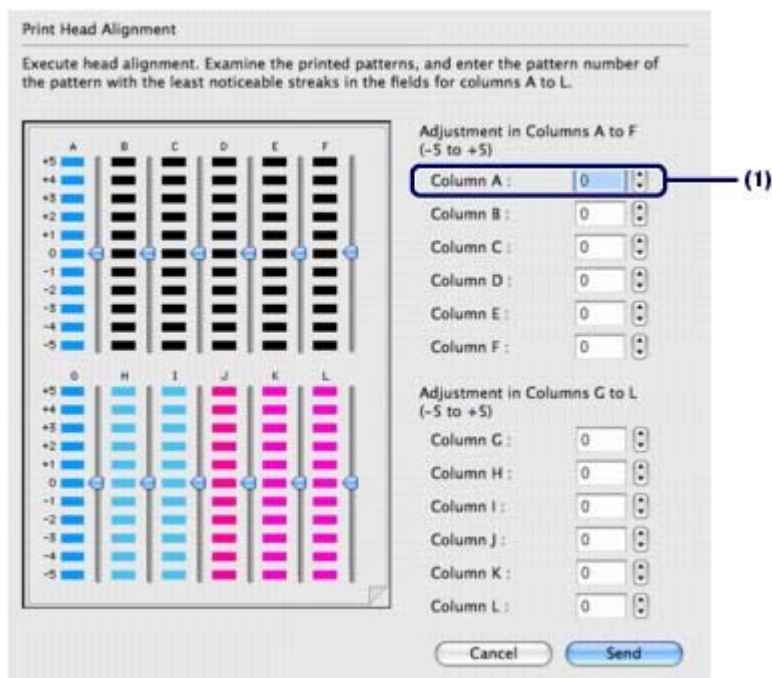 Print Head Alignment
Execute head alignment. Examine the printed patterns, and enter the pattern number of
the pattern with the least noticeable streaks in the fields for columns A to L.
A B C D E F
+5
+4
+3
+2
+1
0
-1
-2
-3
-4
-5
G H I J K L
+5
+4
+3
+2
+1
0
-1
-2
-3
-4
-5
Adjustment in Columns A to F
(-5 to +5)
Column A : 0
(1)
Column B : 0
Column C : 0
Column D : 0
Column E : 0
Column F : 0
Adjustment in Columns G to L
(-5 to +5)
Column G : 0
Column H : 0
Column I : 0
Column J : 0
Column K : 0
Column L : 0
Cancel Send